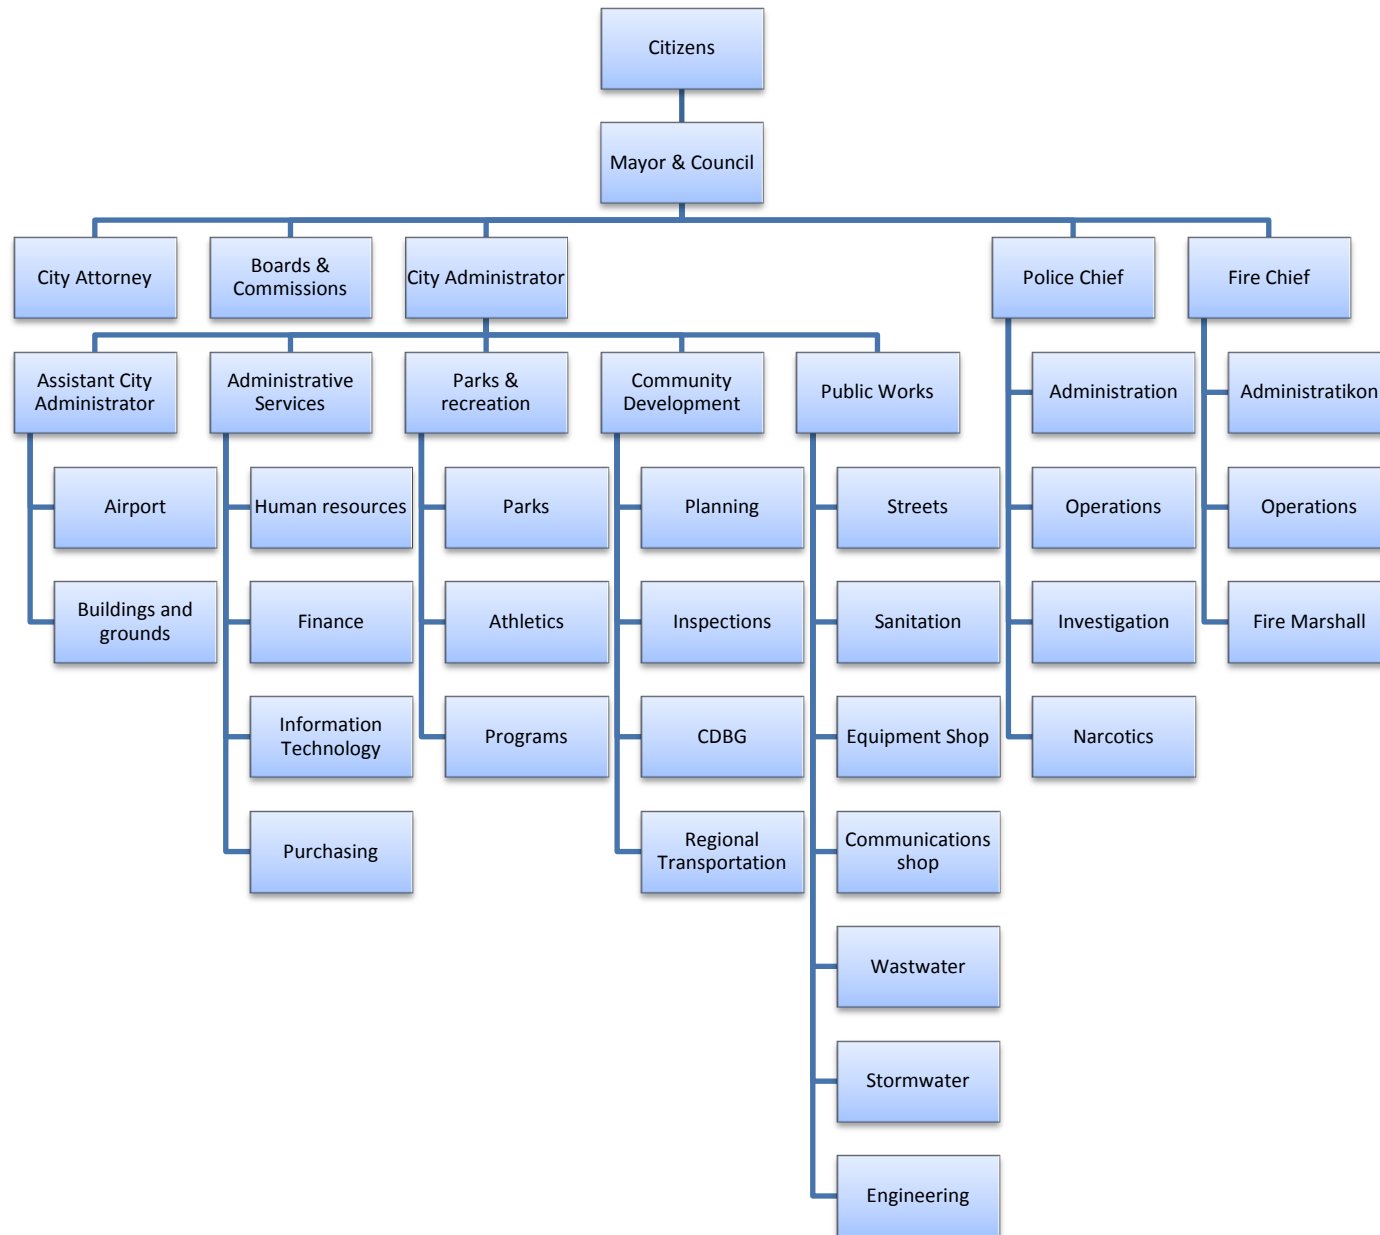 Citizens
Mayor & Council
City Attorney
Boards &
Commissions
City Administrator
Police Chief
Fire Chief
Assistant City
Administrator
Administrative
Services
Parks &
recreation
Community
Development
Public Works
Administration
Administratikon
Airport
Human resources
Parks
Planning
Streets
Operations
Operations
Buildings and
grounds
Finance
Athletics
Inspections
Sanitation
Investigation
Fire Marshall
Information
Technology
Programs
CDBG
Equipment Shop
Narcotics
Purchasing
Regional
Transportation
Communications
shop
Wastwater
Stormwater
Engineering